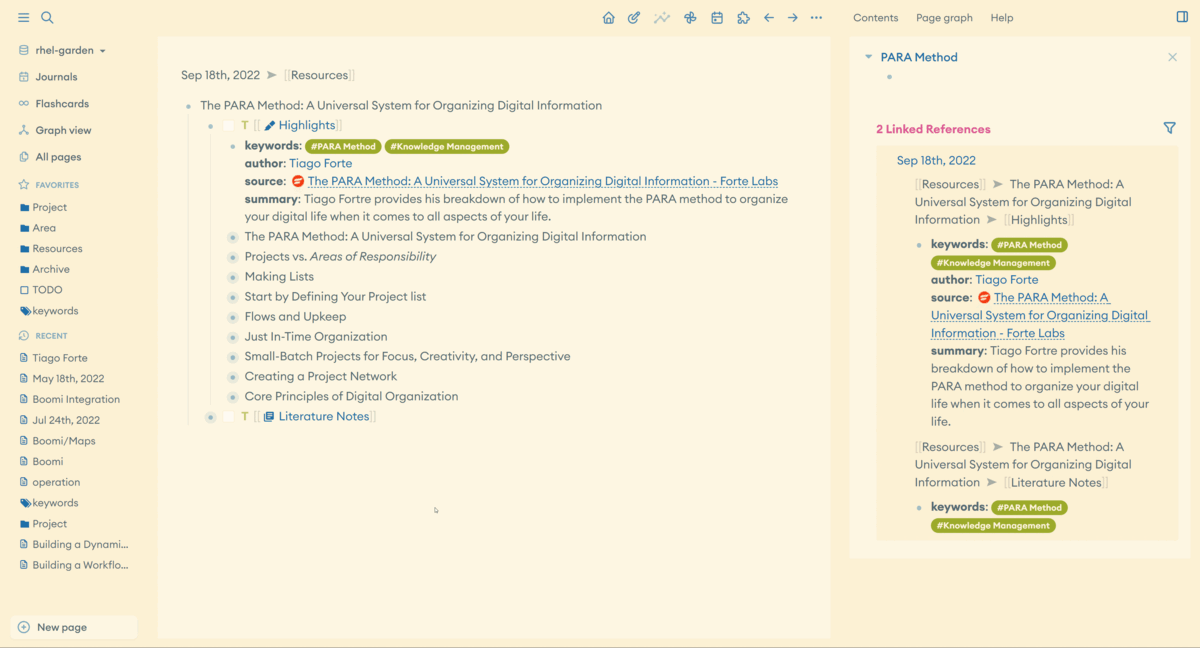 Contents
Page graph
Help
rhel-garden
Journals
Flashcards
Graph view
All pages
FAVORITES
Project
Area
Resources
Archive
TODO
keywords
RECENT
Tiago Forte
May 18th, 2022
Boomi Integration
Jul 24th, 2022
Boomi/Maps
Boomi
operation
keywords
Project
Building a Dynami...
Building a Workflo...
New page
Sep 18th, 2022 ➤ [[Resources]]
The PARA Method: A Universal System for Organizing Digital Information
T [[Highlights]]
keywords: #PARA Method #Knowledge Management
author: Tiago Forte
source: The PARA Method: A Universal System for Organizing Digital Information - Forte Labs
summary: Tiago Fortre provides his breakdown of how to implement the PARA method to organize
your digital life when it comes to all aspects of your life.
The PARA Method: A Universal System for Organizing Digital Information
Projects vs. Areas of Responsibility
Making Lists
Start by Defining Your Project list
Flows and Upkeep
Just In-Time Organization
Small-Batch Projects for Focus, Creativity, and Perspective
Creating a Project Network
Core Principles of Digital Organization
T [[Literature Notes]]
PARA Method
2 Linked References
Sep 18th, 2022
[[Resources]] ➤ The PARA Method: A
Universal System for Organizing Digital
Information ➤ [[Highlights]]
keywords: #PARA Method
#Knowledge Management
author: Tiago Forte
source: The PARA Method: A
Universal System for Organizing Digital
Information - Forte Labs
summary: Tiago Fortre provides his
breakdown of how to implement the
PARA method to organize your digital
life when it comes to all aspects of your
life.
[[Resources]] ➤ The PARA Method: A
Universal System for Organizing Digital
Information ➤ [[Literature Notes]]
keywords: #PARA Method
#Knowledge Management